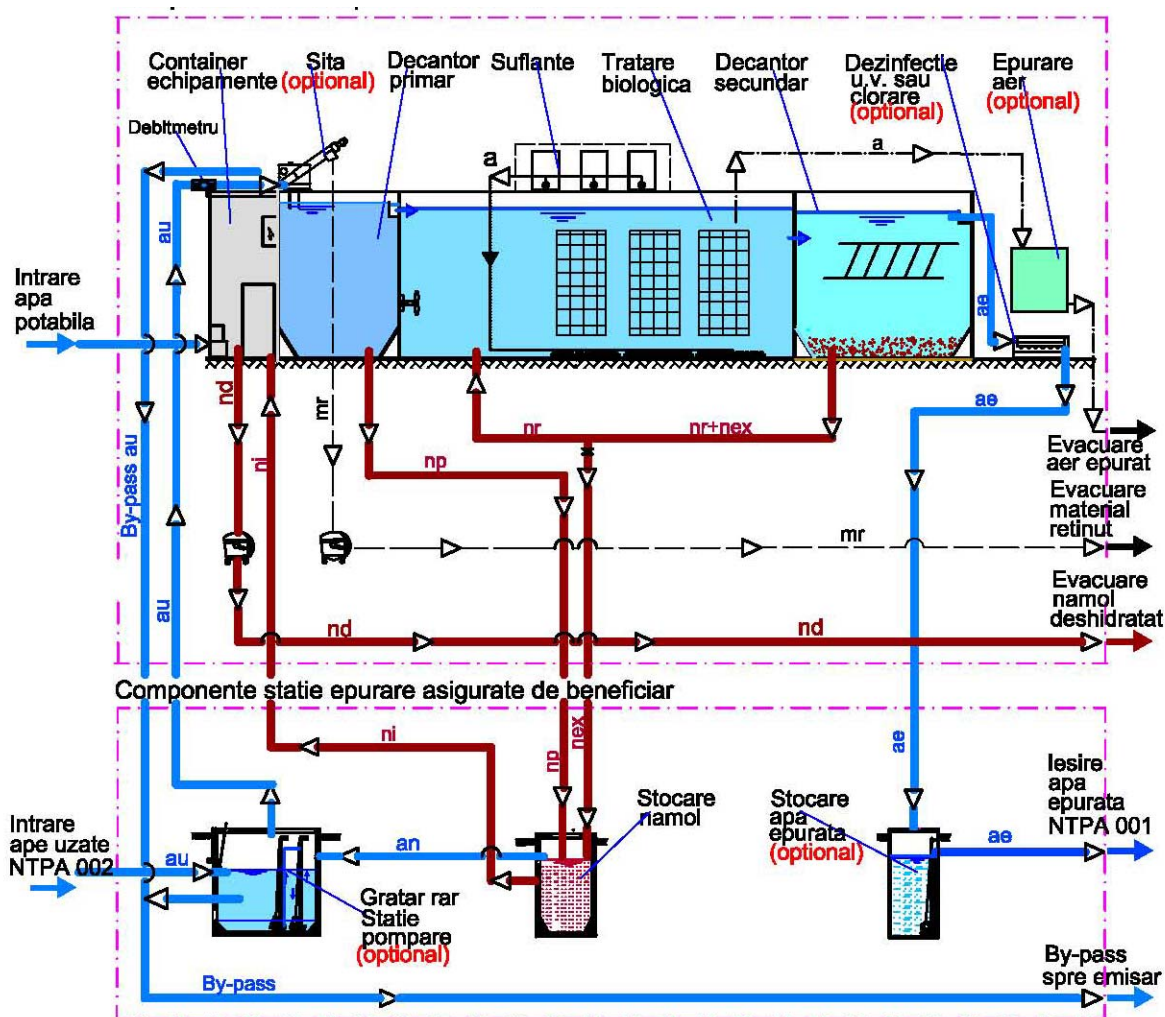 Container
echipamente
Sita
(optional)
Decantor
primar
Suflante
Tratare
biologica
Decantor
secundar
Dezinfectie
u.v. sau
clorare
(optional)
Epurare
aer
(optional)
Debitmetru
a
a
au
Intrare
apa
potabila
ae
nd
ni
mr
np
nr
nr+nex
ae
By-pass au
Evacuare
aer epurat
Evacuare
material
retinut
mr
Evacuare
namol
deshidratat
au
nd
nd
Componente statie epurare asigurate de beneficiar
ni
np
nex
ae
Intrare
ape uzate
NTPA 002
au
an
Stocare
namol
Stocare
apa
epurata
(optional)
ae
Iesire
apa
epurata
NTPA 001
Gratar rar
Statie
pompare
(optional)
By-pass
By-pass
spre emisar